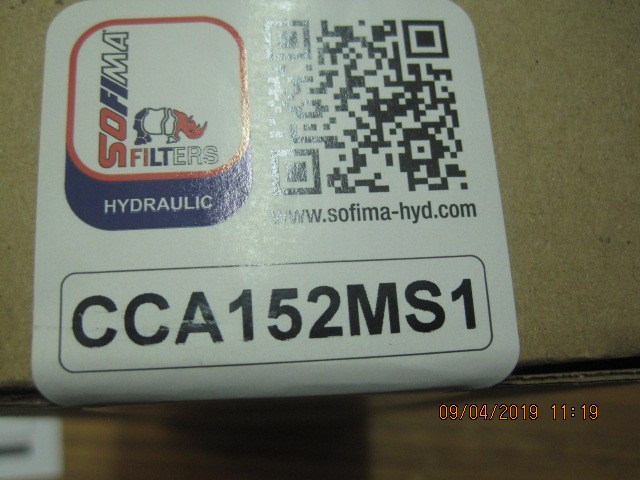 SOFIMA
FILTERS
HYDRAULIC
www.sofima-hyd.com
CCA152MS1
09/04/2019 11:19